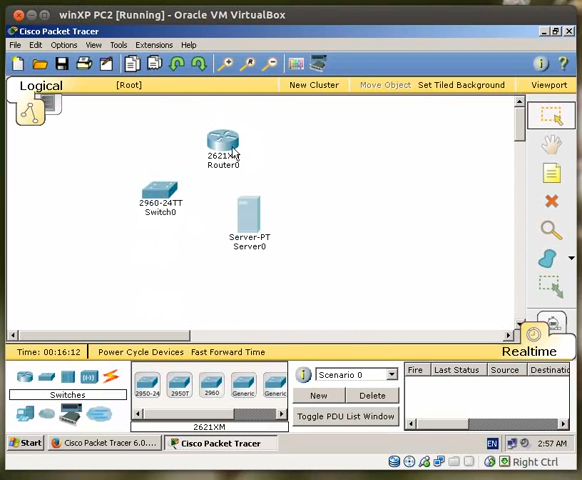 winXP PC2 [Running] - Oracle VM VirtualBox
Cisco Packet Tracer
File Edit Options View Tools Extensions Help
Logical [Root] New Cluster Move Object Set Tiled Background Viewport
2621XM
Router0
2960-24TT
Switch0
Server-PT
Server0
Time: 00:16:12 Power Cycle Devices Fast Forward Time
Realtime
Scenario 0
Fire Last Status Source Destinatio
Switches
2950-24 2950T 2960 Generic Generic
New Delete
Toggle PDU List Window
2621XM
Start Cisco Packet Tracer 6.0.... Cisco Packet Tracer EN 2:57 AM
Right Ctrl